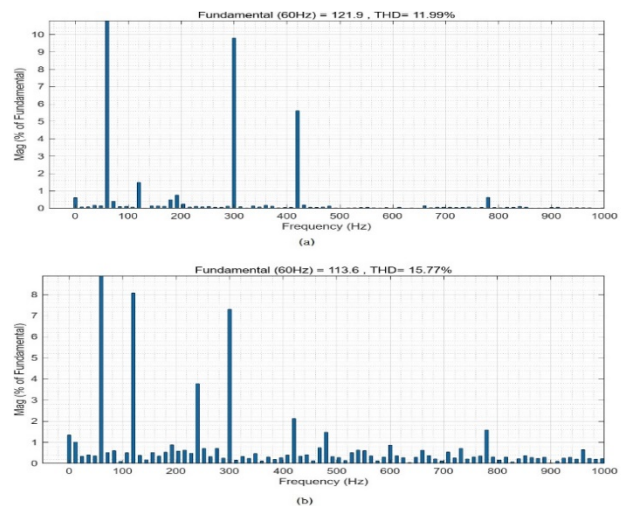 Fundamental (60Hz) = 121.9 , THD= 11.99%
Mag (% of Fundamental)
10
9
8
7
6
5
4
3
2
1
0
0 100 200 300 400 500 600 700 800 900 1000
Frequency (Hz)
(a)
Fundamental (60Hz) = 113.6 , THD= 15.77%
Mag (% of Fundamental)
8
7
6
5
4
3
2
1
0
0 100 200 300 400 500 600 700 800 900 1000
Frequency (Hz)
(b)